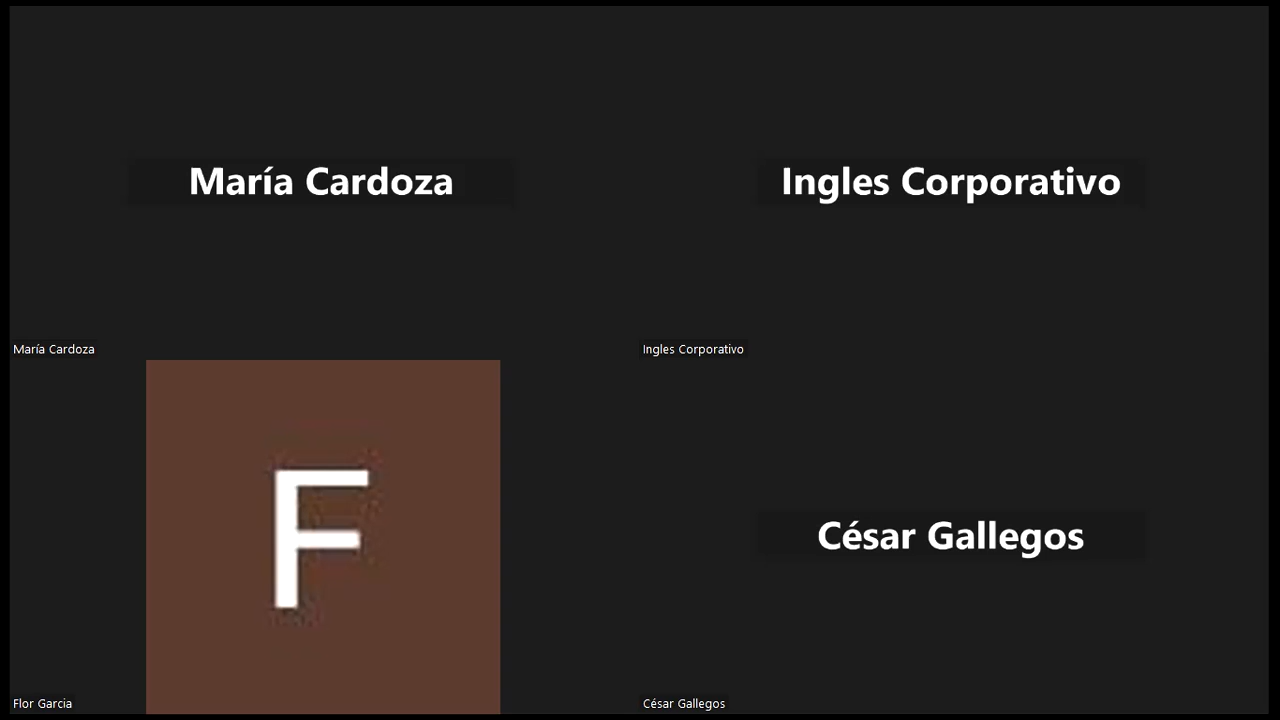 María Cardoza
Ingles Corporativo
María Cardoza
Ingles Corporativo
F
César Gallegos
Flor Garcia
César Gallegos